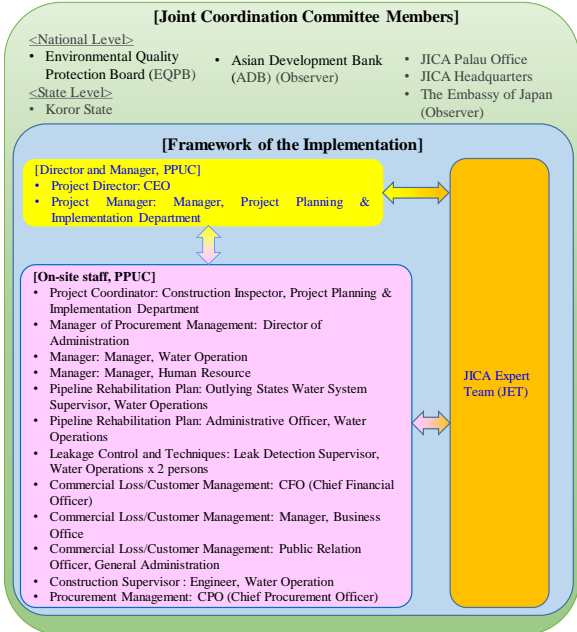 [Joint Coordination Committee Members]
<National Level>
• Environmental Quality
Protection Board (EQPB)
<State Level>
• Koror State
• Asian Development Bank
(ADB) (Observer)
• JICA Palau Office
• JICA Headquarters
• The Embassy of Japan
(Observer)
[Framework of the Implementation]
[Director and Manager, PPUC]
• Project Director: CEO
• Project Manager: Manager, Project Planning &
Implementation Department
[On-site staff, PPUC]
• Project Coordinator: Construction Inspector, Project Planning &
Implementation Department
• Manager of Procurement Management: Director of
Administration
• Manager: Manager, Water Operation
• Manager: Manager, Human Resource
• Pipeline Rehabilitation Plan: Outlying States Water System
Supervisor, Water Operations
• Pipeline Rehabilitation Plan: Administrative Officer, Water
Operations
• Leakage Control and Techniques: Leak Detection Supervisor,
Water Operations x 2 persons
• Commercial Loss/Customer Management: CFO (Chief Financial
Officer)
• Commercial Loss/Customer Management: Manager, Business
Office
• Commercial Loss/Customer Management: Public Relation
Officer, General Administration
• Construction Supervisor : Engineer, Water Operation
• Procurement Management: CPO (Chief Procurement Officer)
JICA Expert
Team (JET)